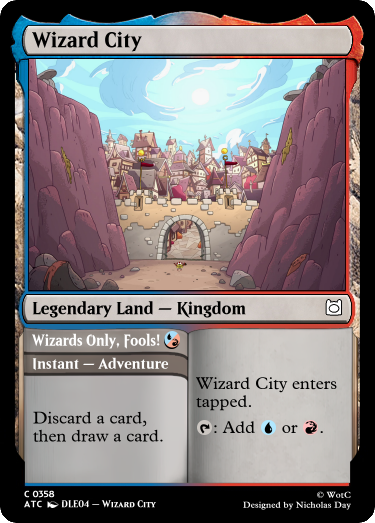 Wizard City
Legendary Land — Kingdom
Wizards Only, Fools!
Instant — Adventure
Discard a card,
then draw a card.
Wizard City enters
tapped.
: Add or .
C 0358
ATC DLE04 – Wizard City
© WotC
Designed by Nicholas Day